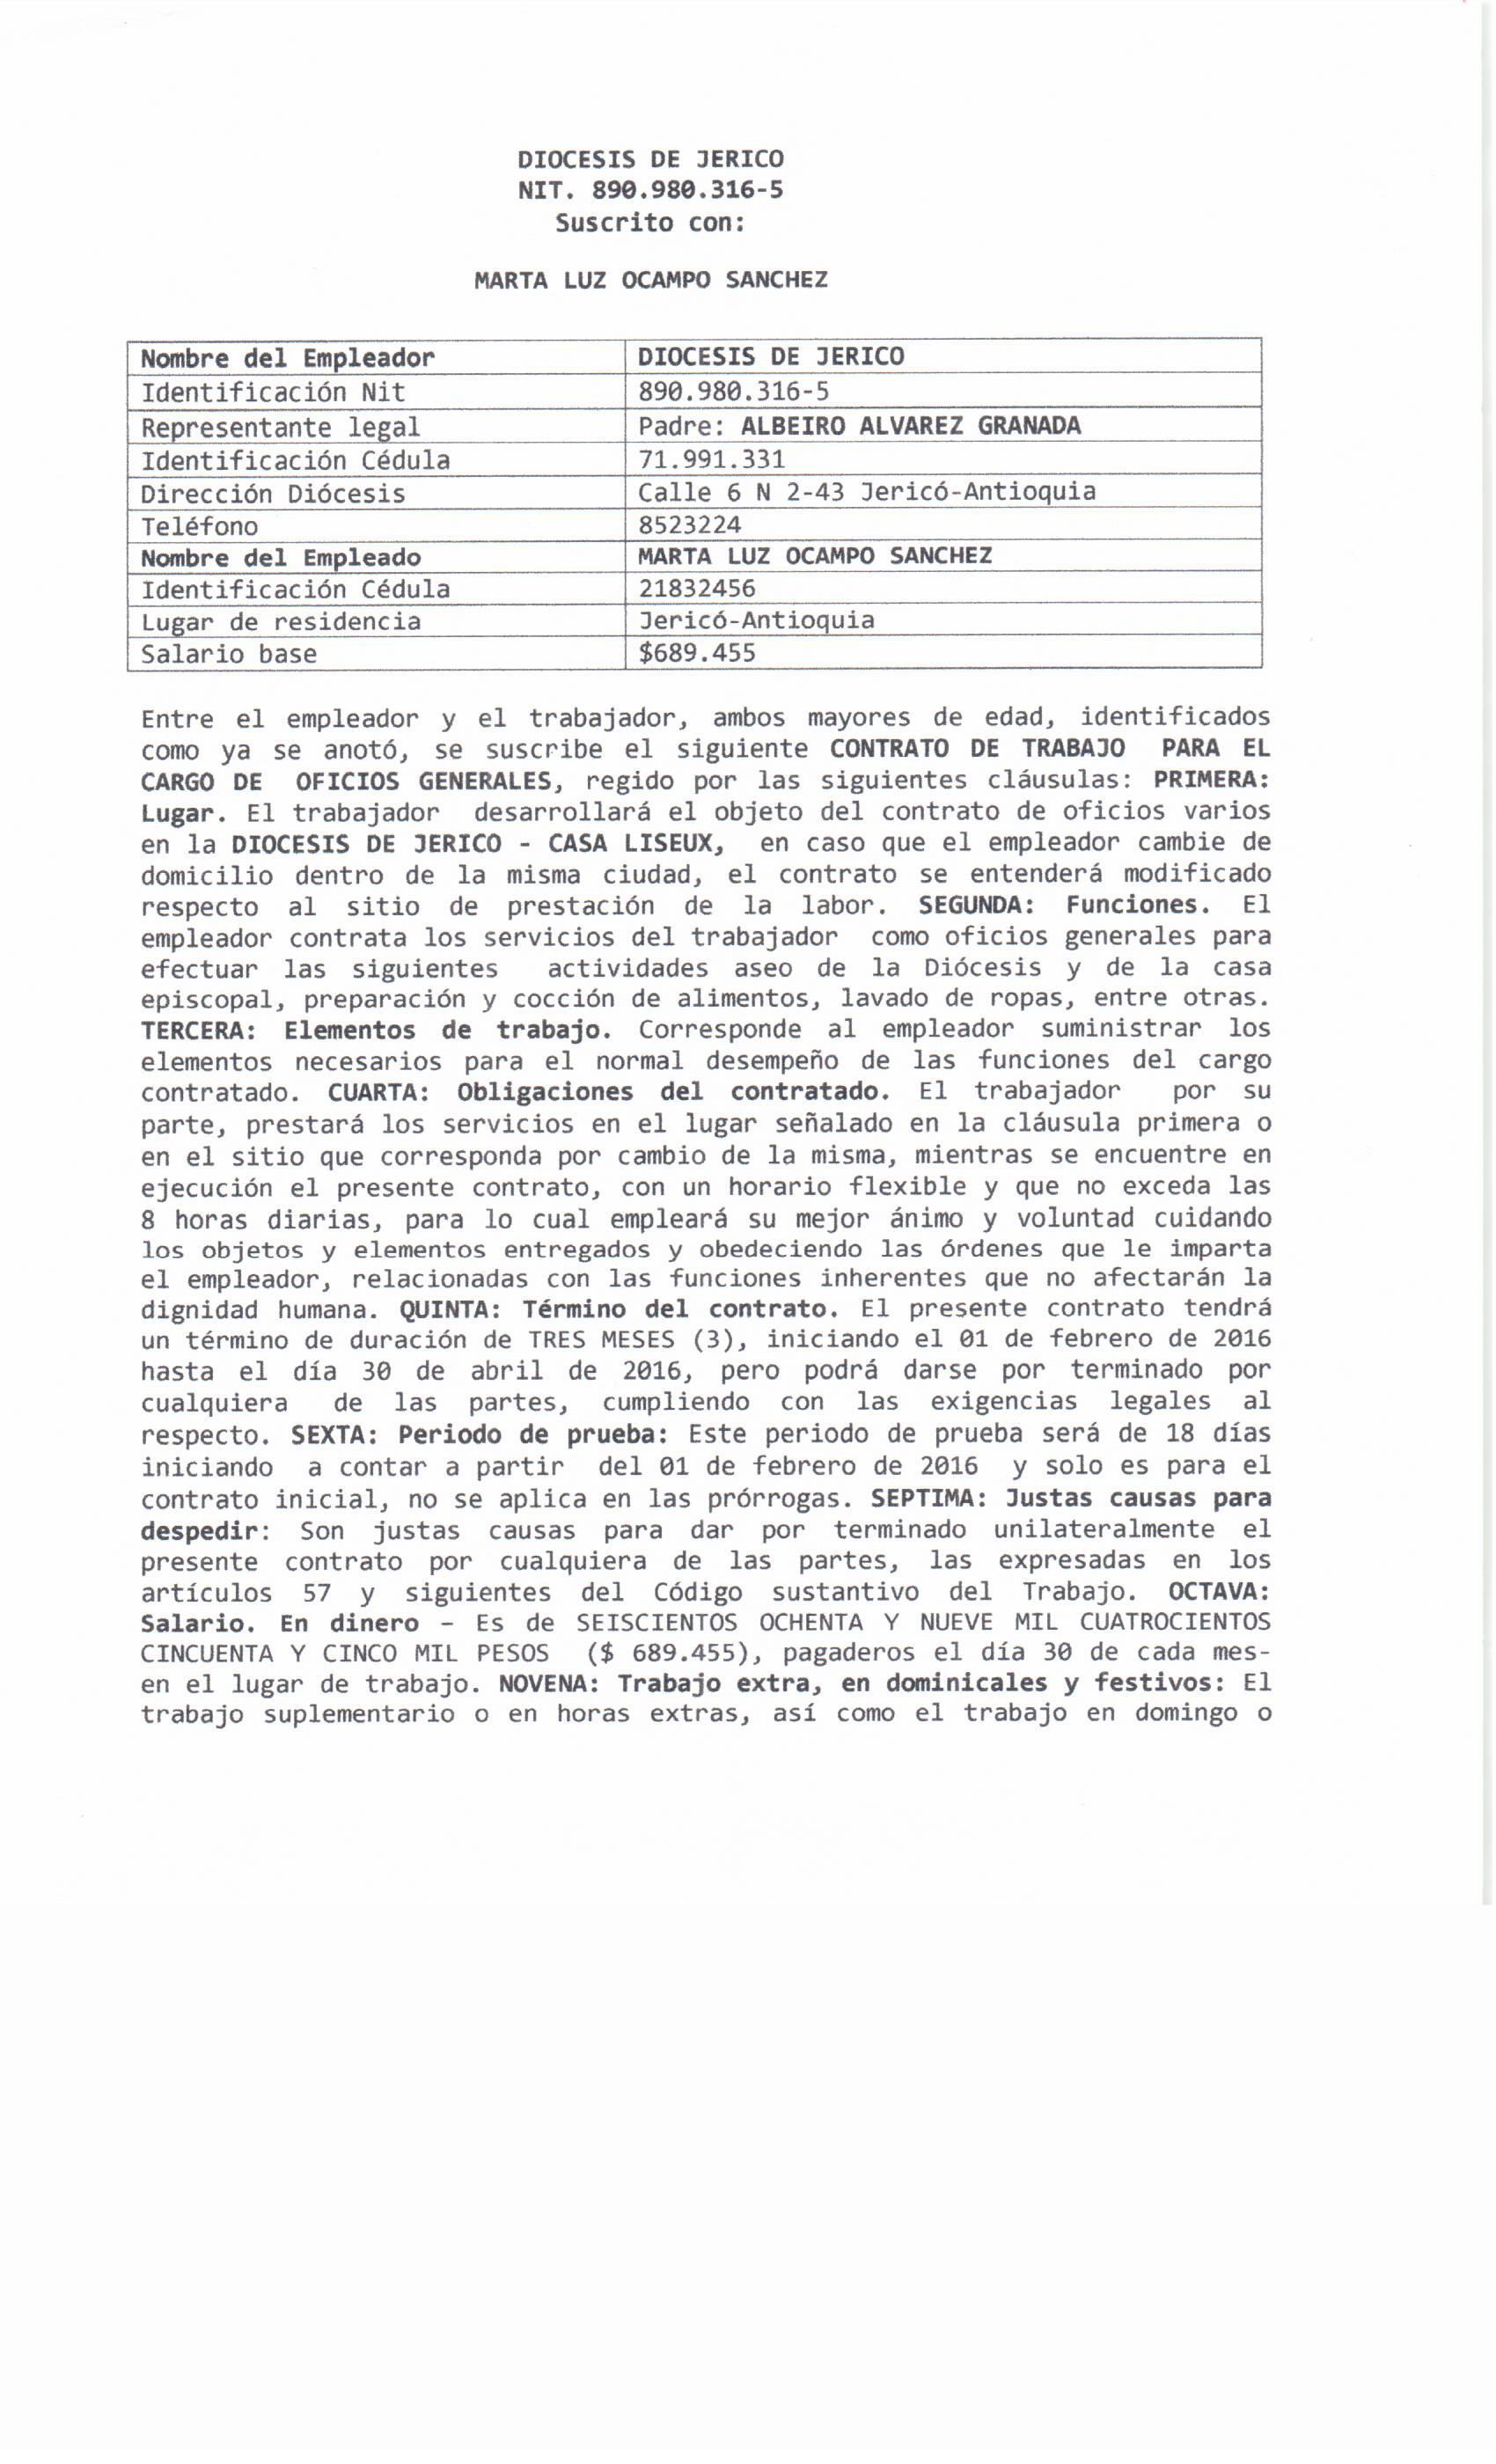 DIOCESIS DE JERICO
NIT. 890.980.316-5
Suscrito con:
MARTA LUZ OCAMPO SANCHEZ
Nombre del Empleador DIOCESIS DE JERICO
Identificación Nit 890.980.316-5
Representante legal Padre: ALBEIRO ALVAREZ GRANADA
Identificación Cédula 71.991.331
Dirección Diócesis Calle 6 N 2-43 Jericó-Antioquia
Teléfono 8523224
Nombre del Empleado MARTA LUZ OCAMPO SANCHEZ
Identificación Cédula 21832456
Lugar de residencia Jericó-Antioquia
Salario base $689.455
Entre el empleador y el trabajador, ambos mayores de edad, identificados
como ya se anotó, se suscribe el siguiente CONTRATO DE TRABAJO PARA EL
CARGO DE OFICIOS GENERALES, regido por las siguientes cláusulas: PRIMERA:
Lugar. El trabajador desarrollará el objeto del contrato de oficios varios
en la DIOCESIS DE JERICO - CASA LISEUX, en caso que el empleador cambie de
domicilio dentro de la misma ciudad, el contrato se entenderá modificado
respecto al sitio de prestación de la labor. SEGUNDA: Funciones. El
empleador contrata los servicios del trabajador como oficios generales para
efectuar las siguientes actividades aseo de la Diócesis y de la casa
episcopal, preparación y cocción de alimentos, lavado de ropas, entre otras.
TERCERA: Elementos de trabajo. Corresponde al empleador suministrar los
elementos necesarios para el normal desempeño de las funciones del cargo
contratado. CUARTA: Obligaciones del contratado. El trabajador por su
parte, prestará los servicios en el lugar señalado en la cláusula primera o
en el sitio que corresponda por cambio de la misma, mientras se encuentre en
ejecución el presente contrato, con un horario flexible y que no exceda las
8 horas diarias, para lo cual empleará su mejor ánimo y voluntad cuidando
los objetos y elementos entregados y obedeciendo las órdenes que le imparta
el empleador, relacionadas con las funciones inherentes que no afectarán la
dignidad humana. QUINTA: Término del contrato. El presente contrato tendrá
un término de duración de TRES MESES (3), iniciando el 01 de febrero de 2016
hasta el día 30 de abril de 2016, pero podrá darse por terminado por
cualquiera de las partes, cumpliendo con las exigencias legales al
respecto. SEXTA: Periodo de prueba: Este periodo de prueba será de 18 días
iniciando a contar a partir del 01 de febrero de 2016 y solo es para el
contrato inicial, no se aplica en las prórrogas. SEPTIMA: Justas causas para
despedir: Son justas causas para dar por terminado unilateralmente el
presente contrato por cualquiera de las partes, las expresadas en los
artículos 57 y siguientes del Código sustantivo del Trabajo. OCTAVA:
Salario. En dinero – Es de SEISCIENTOS OCHENTA Y NUEVE MIL CUATROCIENTOS
CINCUENTA Y CINCO MIL PESOS ($ 689.455), pagaderos el día 30 de cada mes-
en el lugar de trabajo. NOVENA: Trabajo extra, en dominicales y festivos: El
trabajo suplementario o en horas extras, así como el trabajo en domingo o